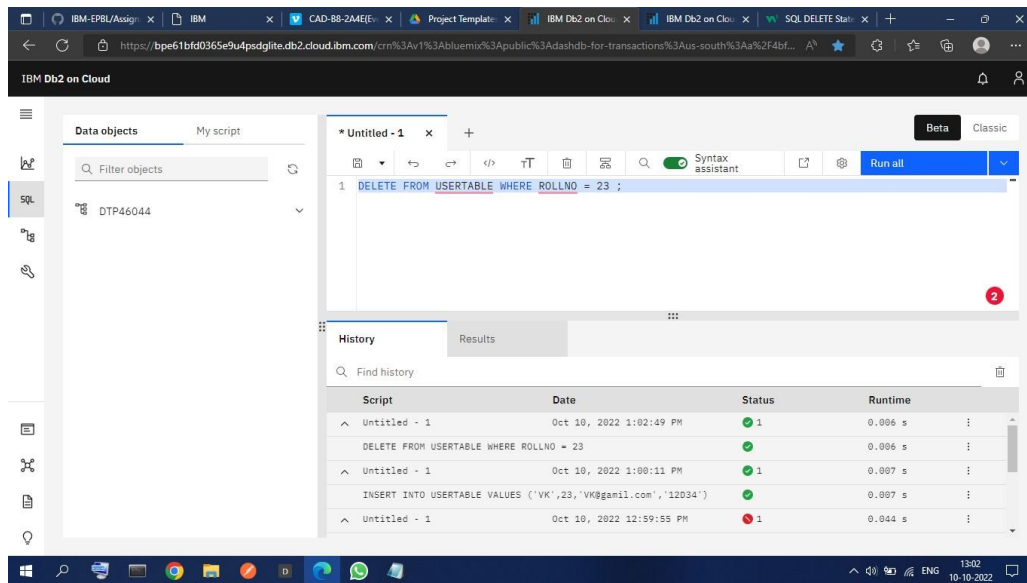 IBM-EPBL/Assign
IBM
CAD-B8-2A4E(Ev
Project Template
IBM Db2 on Clou
IBM Db2 on Clou
SQL DELETE State
https://bpe61bfd0365e9u4psdglite.db2.cloud.ibm.com/crn%3Av1%3Abluemix%3Apublic%3Adashdb-for-transactions%3Aus-south%3Aa%2F4bf...
IBM Db2 on Cloud
Data objects
My script
* Untitled - 1
Beta
Classic
Filter objects
Syntax assistant
Run all
SQL
DTP46044
1 DELETE FROM USERTABLE WHERE ROLLNO = 23 ;
2
History
Results
Find history
Script Date Status Runtime
Untitled - 1 Oct 10, 2022 1:02:49 PM 1 0.006 s
DELETE FROM USERTABLE WHERE ROLLNO = 23 0.006 s
Untitled - 1 Oct 10, 2022 1:00:11 PM 1 0.007 s
INSERT INTO USERTABLE VALUES ('VK',23,'VK@gamil.com','12D34') 0.007 s
Untitled - 1 Oct 10, 2022 12:59:55 PM 1 0.044 s
ENG
13:02
10-10-2022